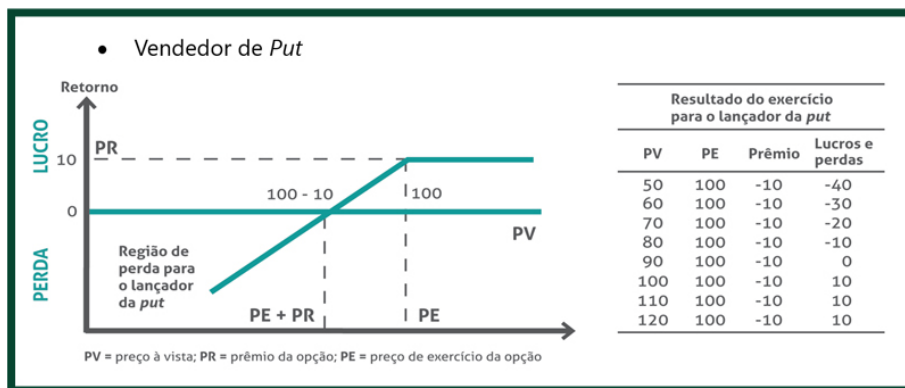 • Vendedor de Put
Retorno
LUCRO
PERDA
PR
10
0
100 - 10
100
PV
Região de
perda para
o lançador
da put
PE + PR
PE
PV = preço à vista; PR = prêmio da opção; PE = preço de exercício da opção
Resultado do exercício
para o lançador da put
PV PE Prêmio Lucros e perdas
50 100 -10 -40
60 100 -10 -30
70 100 -10 -20
80 100 -10 -10
90 100 -10 0
100 100 -10 10
110 100 -10 10
120 100 -10 10